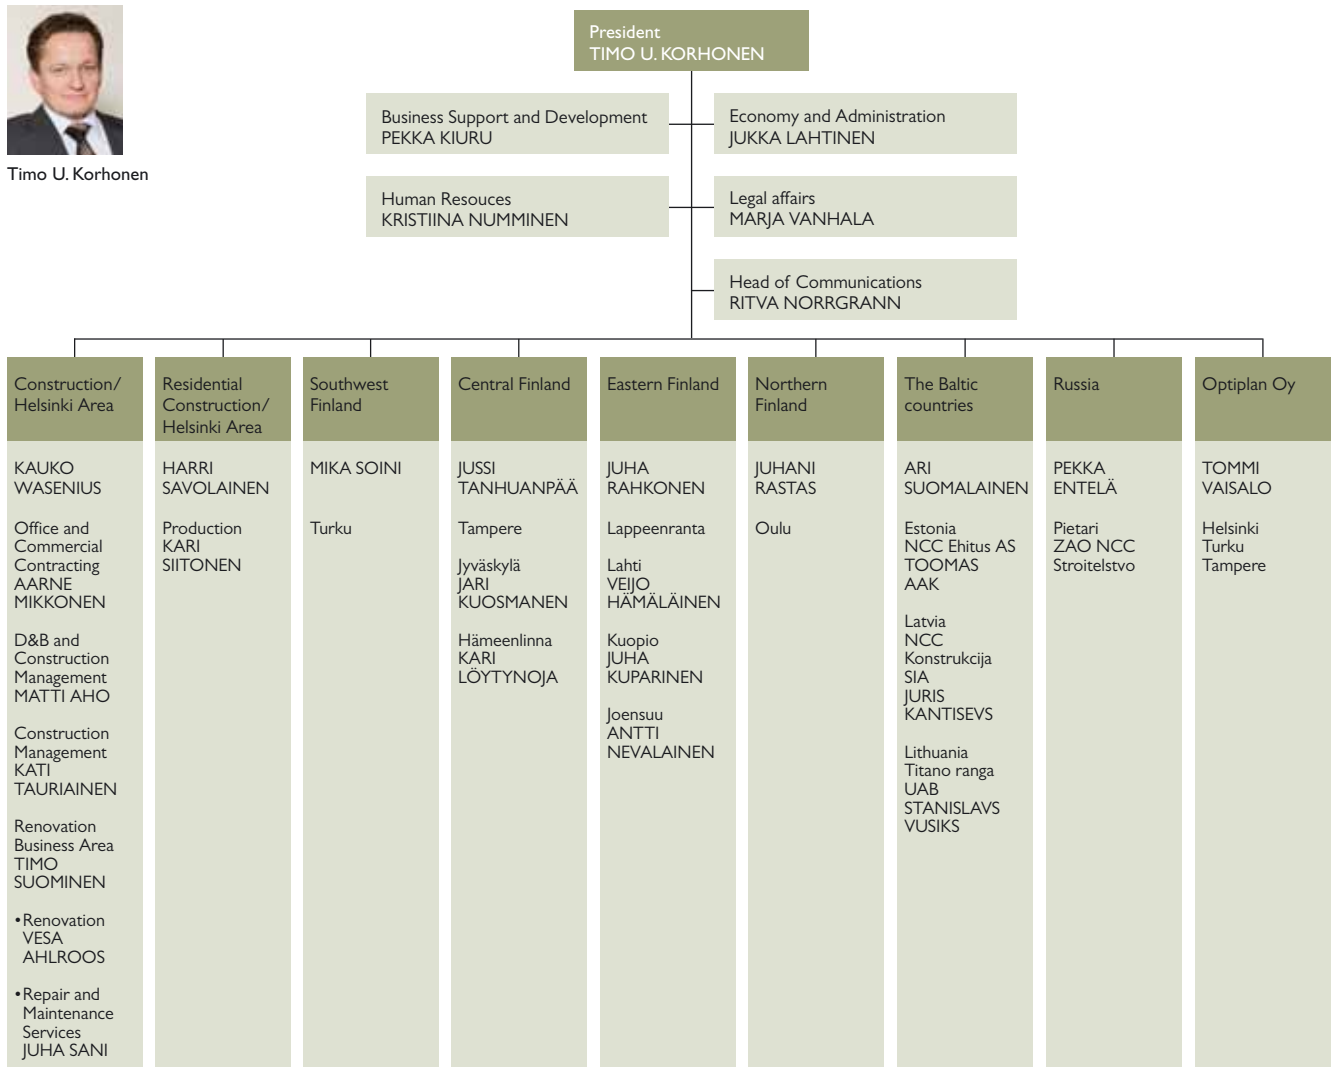 Timo U. Korhonen
President
TIMO U. KORHONEN
Business Support and Development
PEKKA KIURU
Economy and Administration
JUKKA LAHTINEN
Human Resouces
KRISTIINA NUMMINEN
Legal affairs
MARJA VANHALA
Head of Communications
RITVA NORRGRANN
Construction/
Helsinki Area
KAUKO
WASENIUS
Office and
Commercial
Contracting
AARNE
MIKKONEN
D&B and
Construction
Management
MATTI AHO
Construction
Management
KATI
TAURIAINEN
Renovation
Business Area
TIMO
SUOMINEN
•Renovation
VESA
AHLROOS
•Repair and
Maintenance
Services
JUHA SANI
Residential
Construction/
Helsinki Area
HARRI
SAVOLAINEN
Production
KARI
SIITONEN
Southwest
Finland
MIKA SOINI
Turku
Central Finland
JUSSI
TANHUANPÄÄ
Tampere
Jyväskylä
JARI
KUOSMANEN
Hämeenlinna
KARI
LÖYTYNOJA
Eastern Finland
JUHA
RAHKONEN
Lappeenranta
Lahti
VEIJO
HÄMÄLÄINEN
Kuopio
JUHA
KUPARINEN
Joensuu
ANTTI
NEVALAINEN
Northern
Finland
JUHANI
RASTAS
Oulu
The Baltic
countries
ARI
SUOMALAINEN
Estonia
NCC Ehitus AS
TOOMAS
AAK
Latvia
NCC
Konstrukcija
SIA
JURIS
KANTISEVS
Lithuania
Titano ranga
UAB
STANISLAVS
VUSIKS
Russia
PEKKA
ENTELÄ
Pietari
ZAO NCC
Stroitelstvo
Optiplan Oy
TOMMI
VAISALO
Helsinki
Turku
Tampere